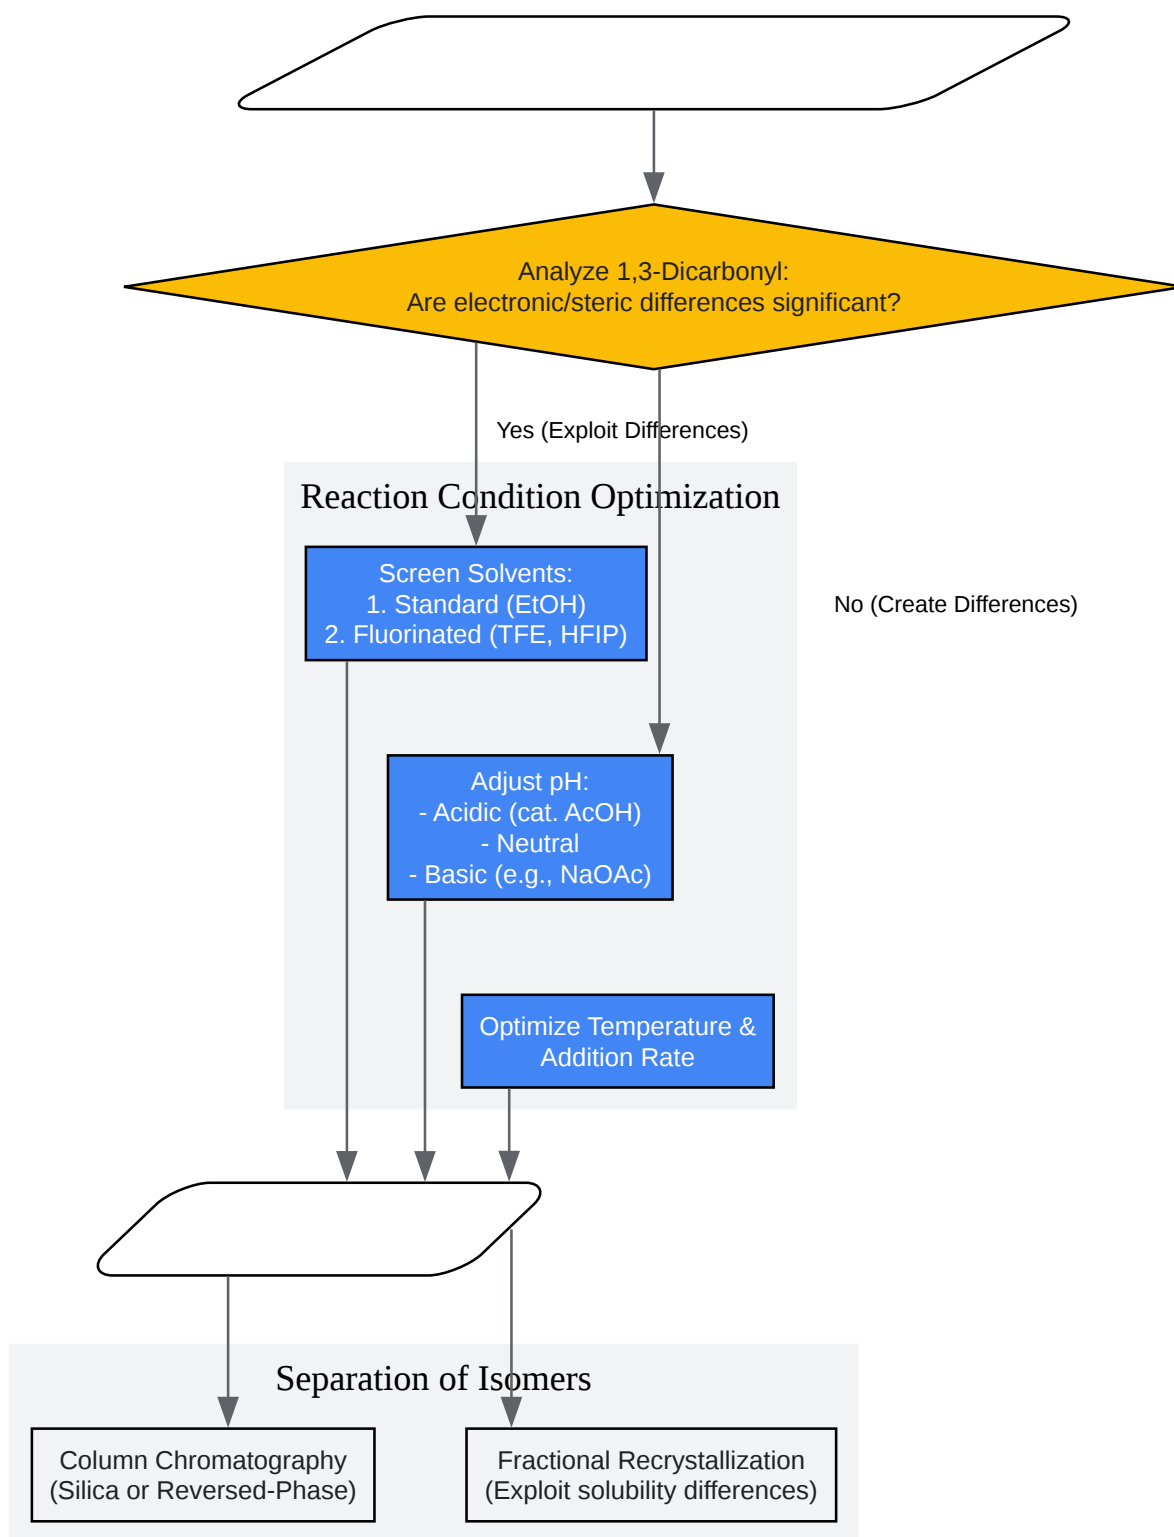 Analyze 1,3-Dicarbonyl:
Are electronic/steric differences significant?
Yes (Exploit Differences)
Reaction Condition Optimization
Screen Solvents:
1. Standard (EtOH)
2. Fluorinated (TFE, HFIP)
No (Create Differences)
Adjust pH:
- Acidic (cat. AcOH)
- Neutral
- Basic (e.g., NaOAc)
Optimize Temperature &
Addition Rate
Separation of Isomers
Column Chromatography
(Silica or Reversed-Phase)
Fractional Recrystallization
(Exploit solubility differences)